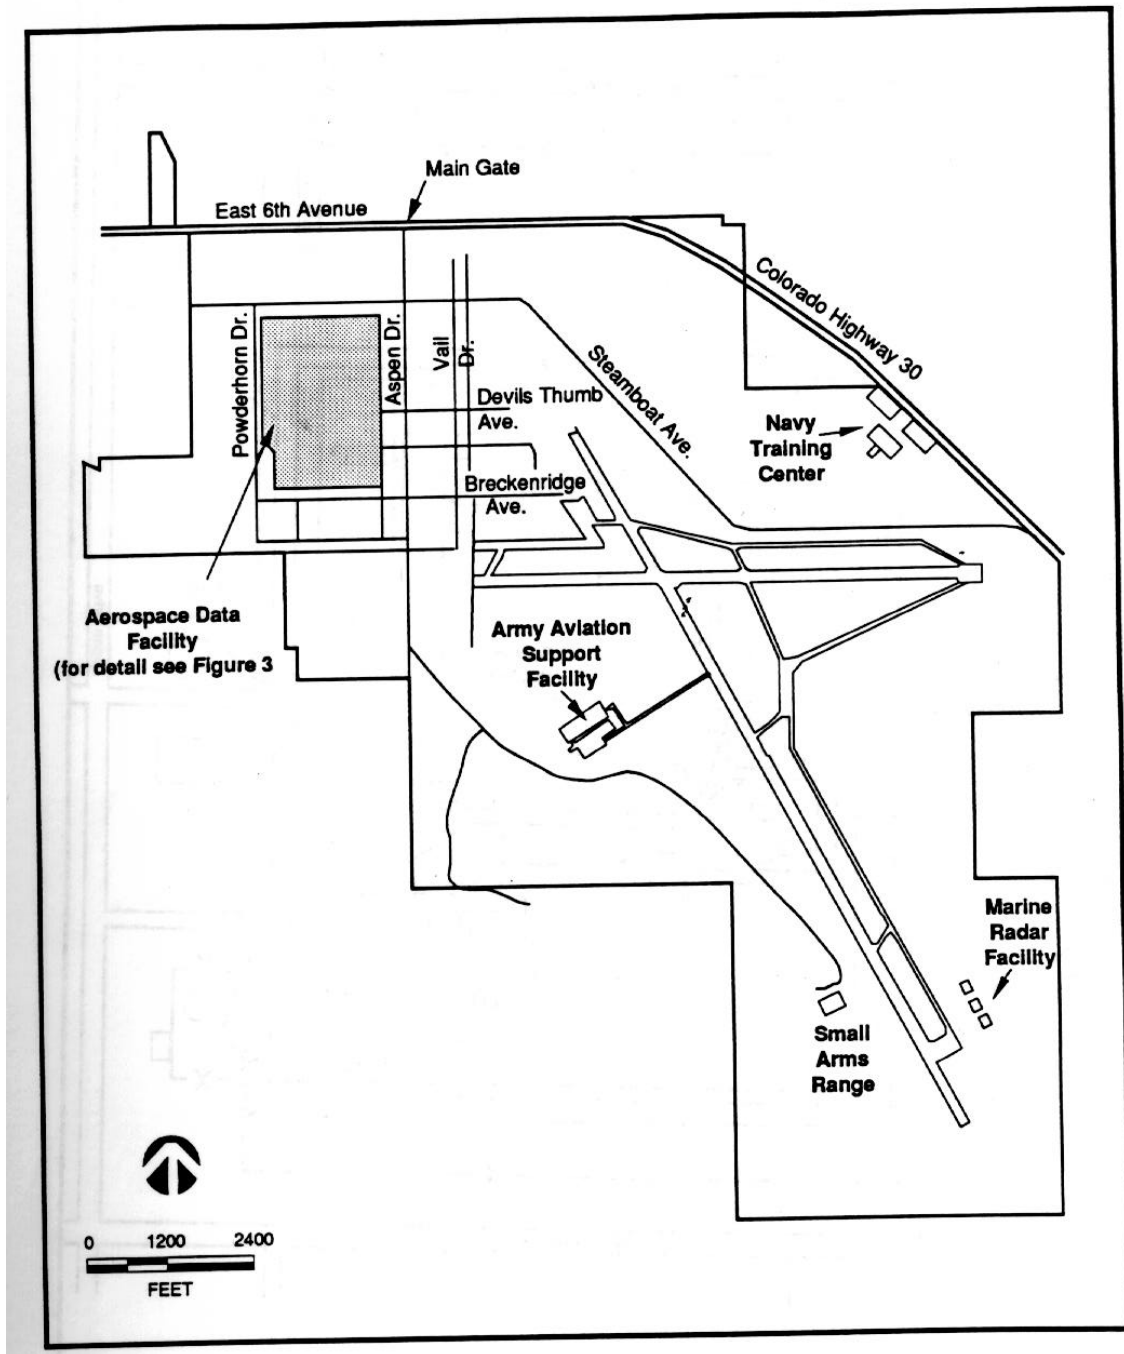 Main Gate
East 6th Avenue
Colorado Highway 30
Powderhorn Dr.
Aspen Dr.
Vail
Dr.
Steamboat Ave.
Devils Thumb
Ave.
Navy
Training
Center
Breckenridge
Ave.
Aerospace Data
Facility
(for detail see Figure 3
Army Aviation
Support
Facility
Marine
Radar
Facility
Small
Arms
Range
0 1200 2400
FEET